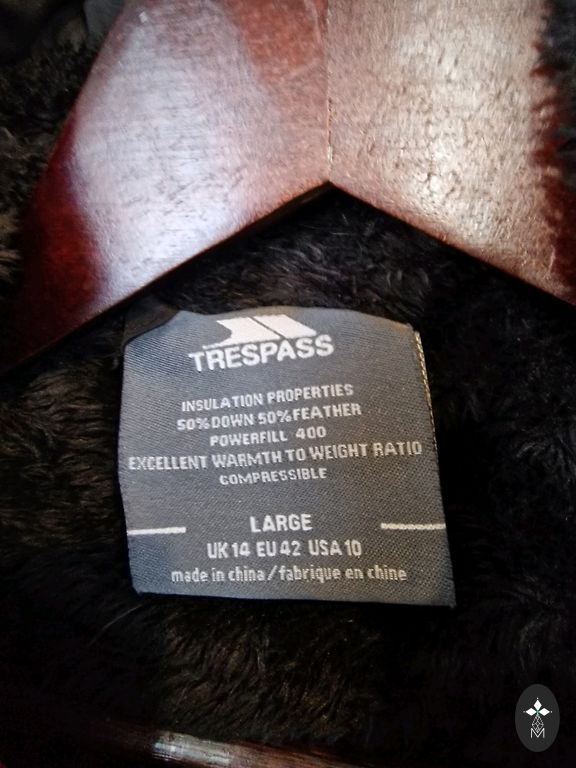 TRESPASS
INSULATION PROPERTIES
50% DOWN 50% FEATHER
POWERFILL 400
EXCELLENT WARMTH TO WEIGHT RATIO
COMPRESSIBLE
LARGE
UK 14 EU 42 USA 10
made in china / fabrique en chine
M